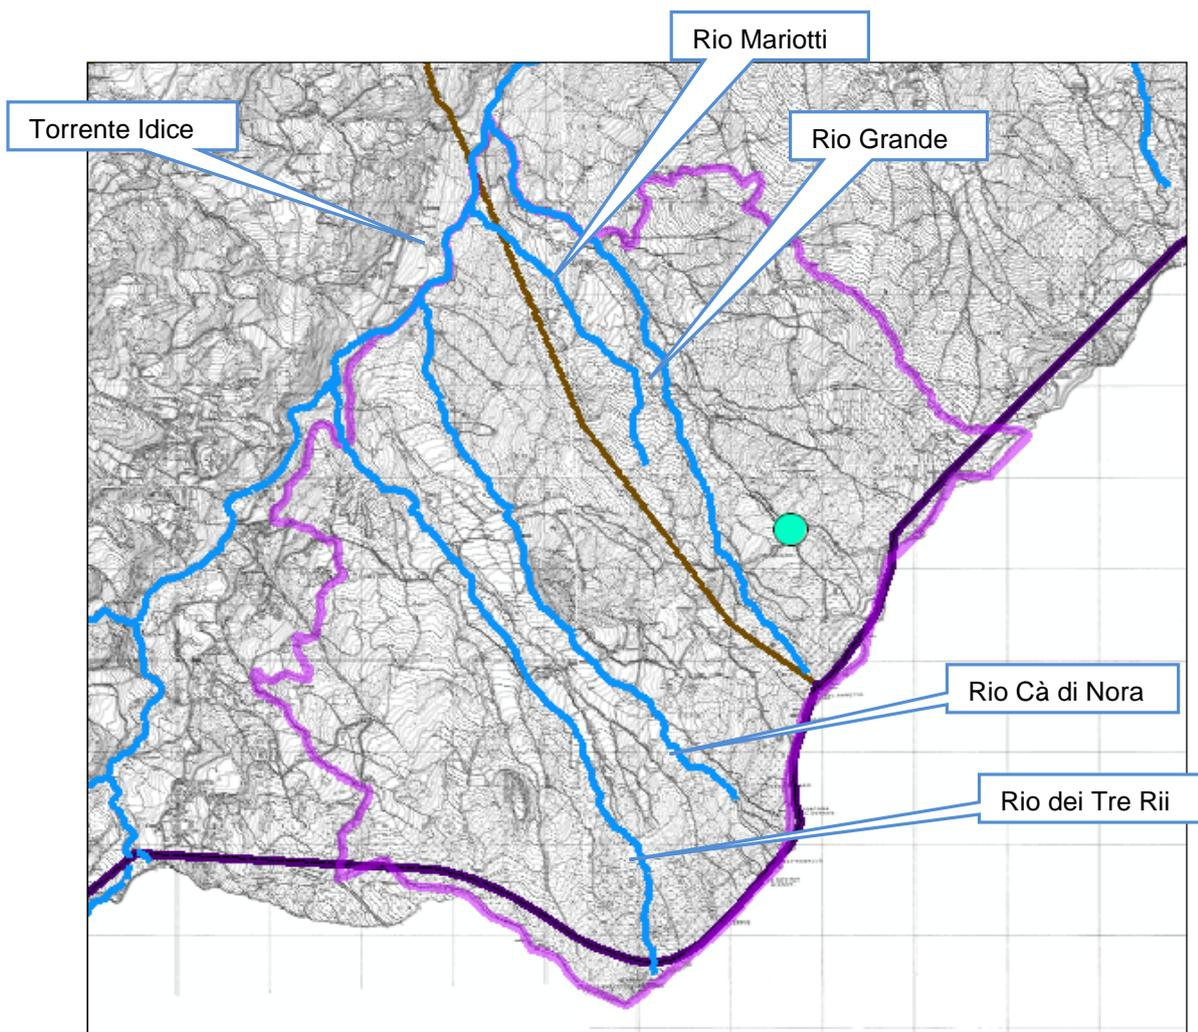 Rio Mariotti
Torrente Idice
Rio Grande
Rio Cà di Nora
Rio dei Tre Rii